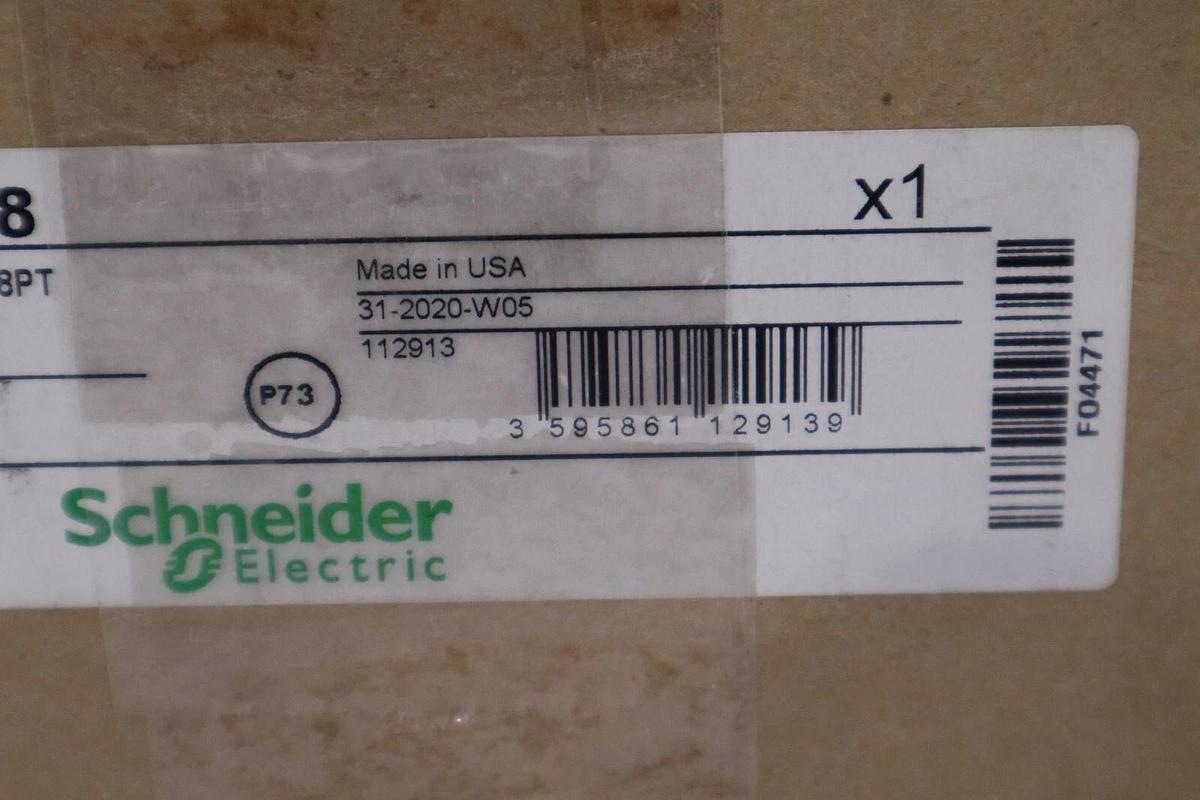 8
x1
8PT
Made in USA
31-2020-W05
112913
P73
3 595861 129139
F04471
Schneider
Electric